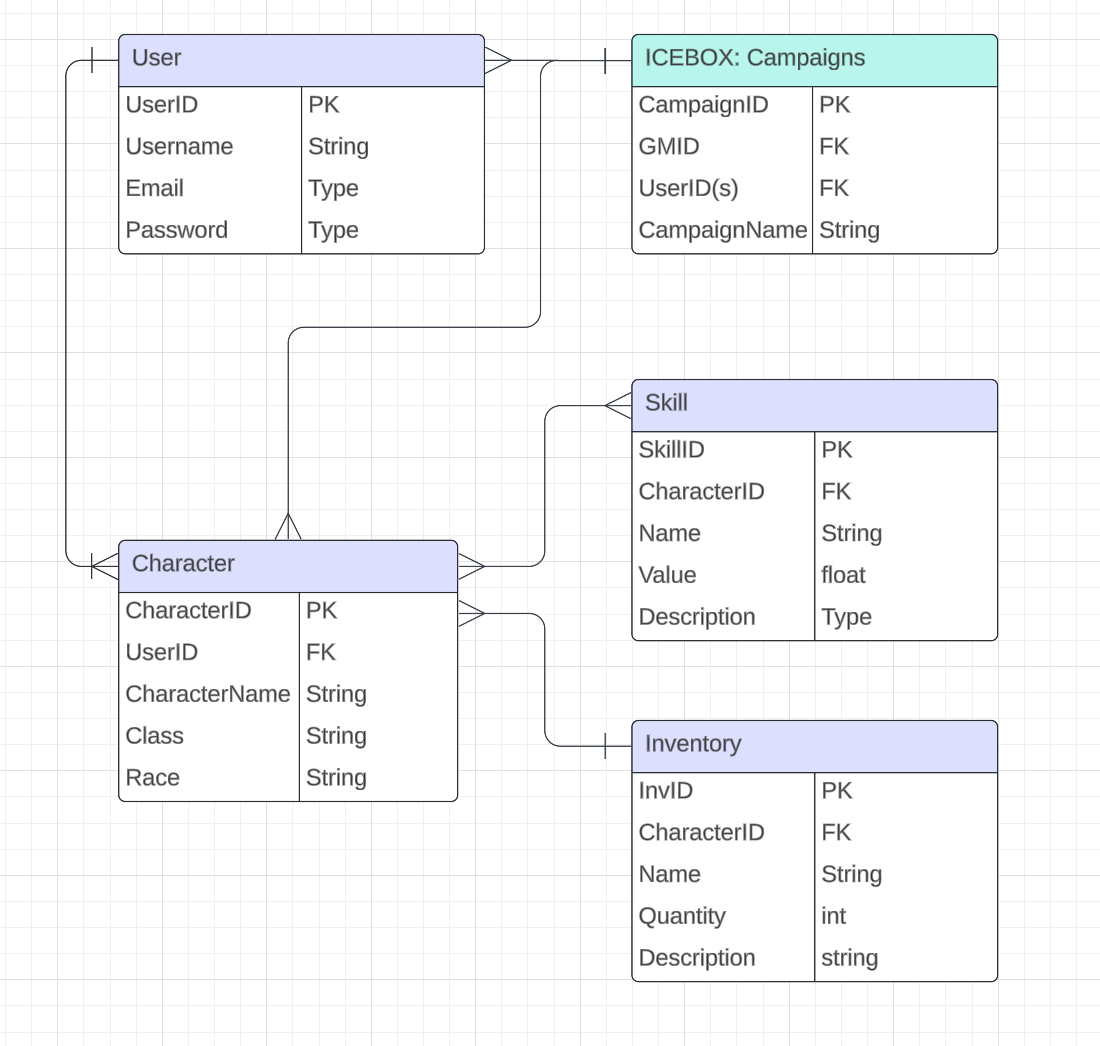 User
UserID PK
Username String
Email Type
Password Type
ICEBOX: Campaigns
CampaignID PK
GMID FK
UserID(s) FK
CampaignName String
Skill
SkillID PK
CharacterID FK
Name String
Value float
Description Type
Character
CharacterID PK
UserID FK
CharacterName String
Class String
Race String
Inventory
InvID PK
CharacterID FK
Name String
Quantity int
Description string